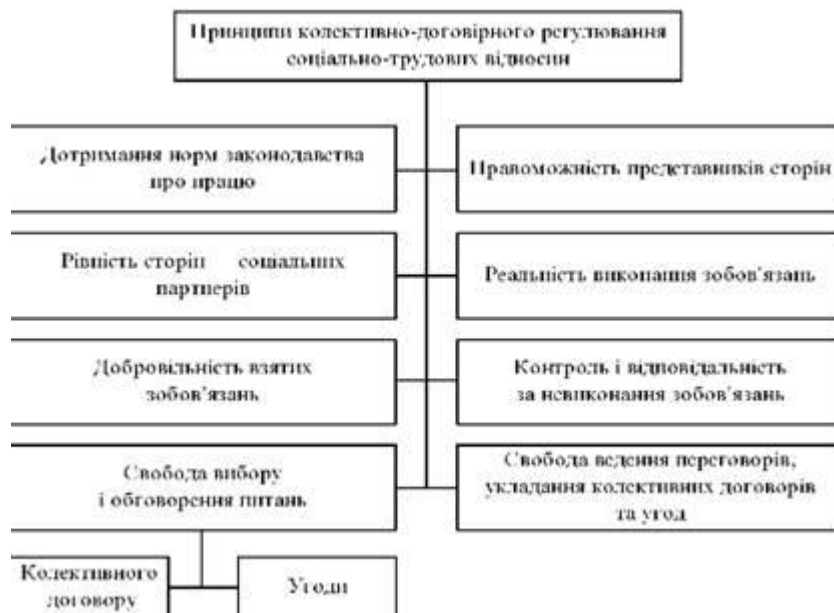 Принципи колективно-договірного регулювання
соціально-трудових відносин
Дотримання норм законодавства
про працю
Правоможність представників сторін
Рівність сторін соціальних
партнерів
Реальність виконання зобов'язань
Добровільність взятих
зобов'язань
Контроль і відповідальність
за невиконання зобов'язань
Свобода вибору
і обговорення питань
Свобода ведення переговорів,
укладання колективних договорів
та угод
Колективного
договору
Угоди